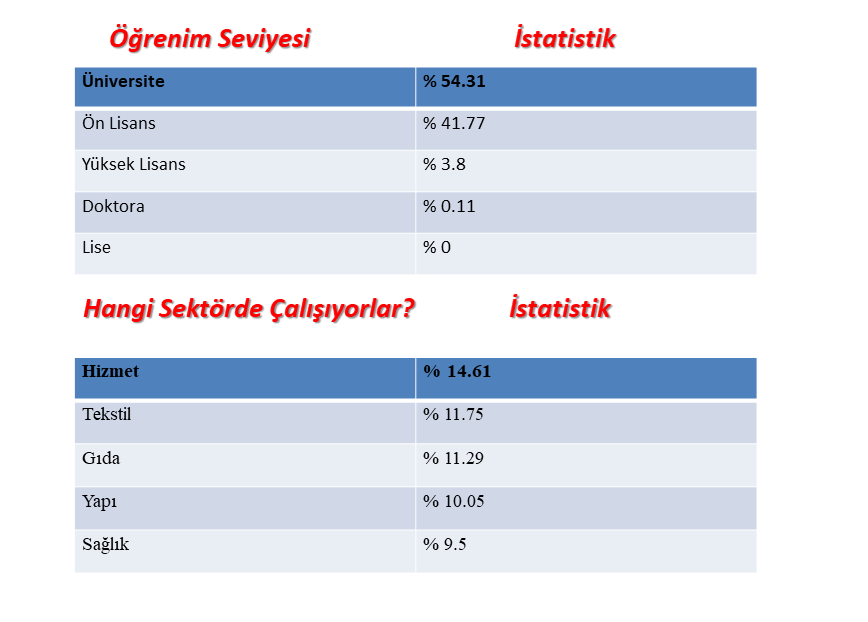 Öğrenim Seviyesi İstatistik
Üniversite % 54.31
Ön Lisans % 41.77
Yüksek Lisans % 3.8
Doktora % 0.11
Lise % 0
Hangi Sektörde Çalışıyorlar? İstatistik
Hizmet % 14.61
Tekstil % 11.75
Gıda % 11.29
Yapı % 10.05
Sağlık % 9.5